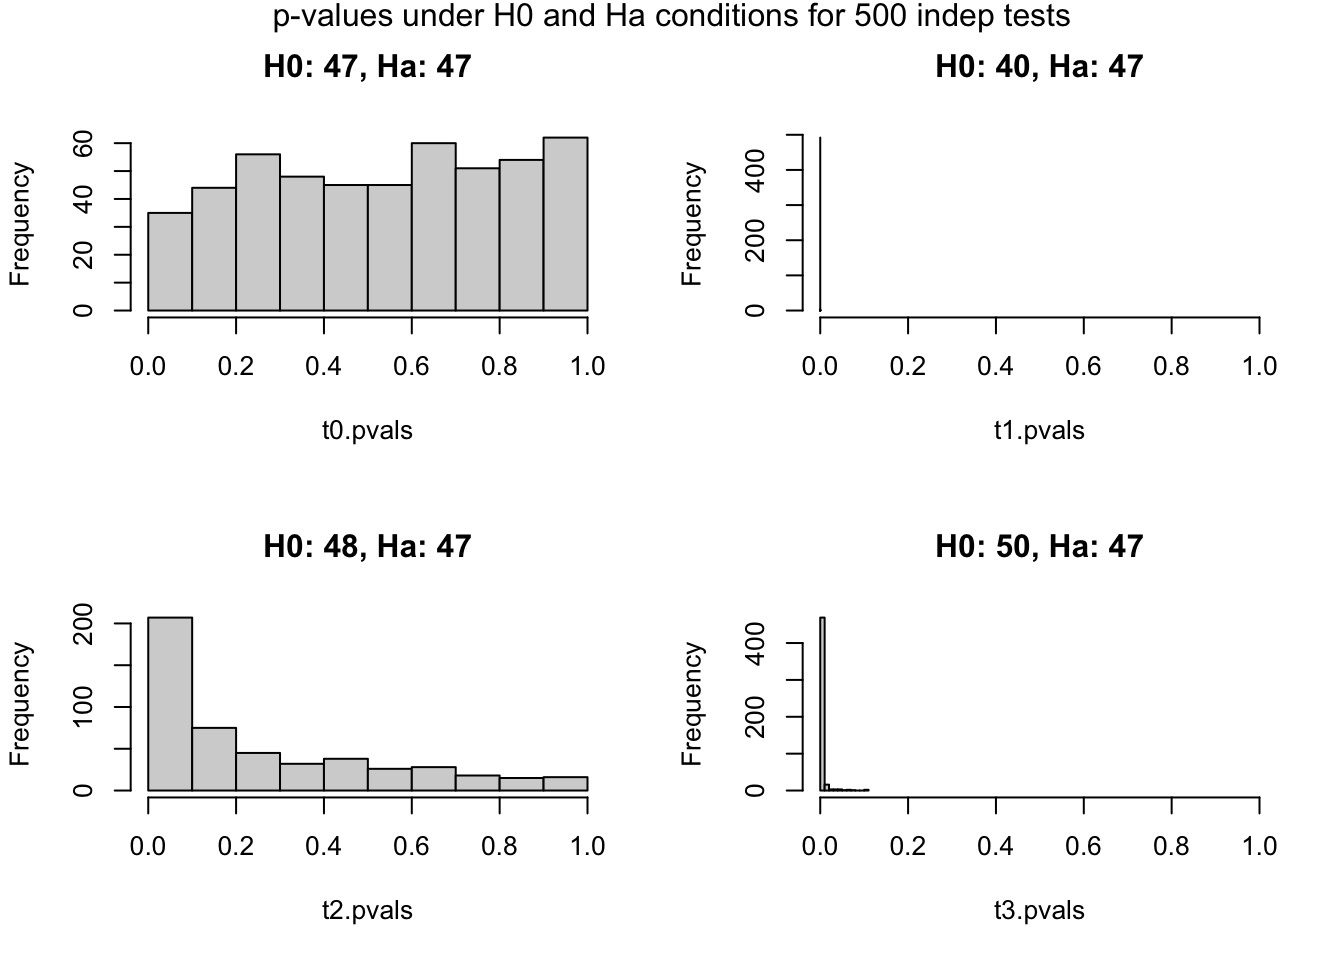 p-values under H0 and Ha conditions for 500 indep tests
H0: 47, Ha: 47
Frequency
60
40
20
0
0.0 0.2 0.4 0.6 0.8 1.0
t0.pvals
H0: 40, Ha: 47
Frequency
400
200
0
0.0 0.2 0.4 0.6 0.8 1.0
t1.pvals
H0: 48, Ha: 47
Frequency
200
100
0
0.0 0.2 0.4 0.6 0.8 1.0
t2.pvals
H0: 50, Ha: 47
Frequency
400
200
0
0.0 0.2 0.4 0.6 0.8 1.0
t3.pvals